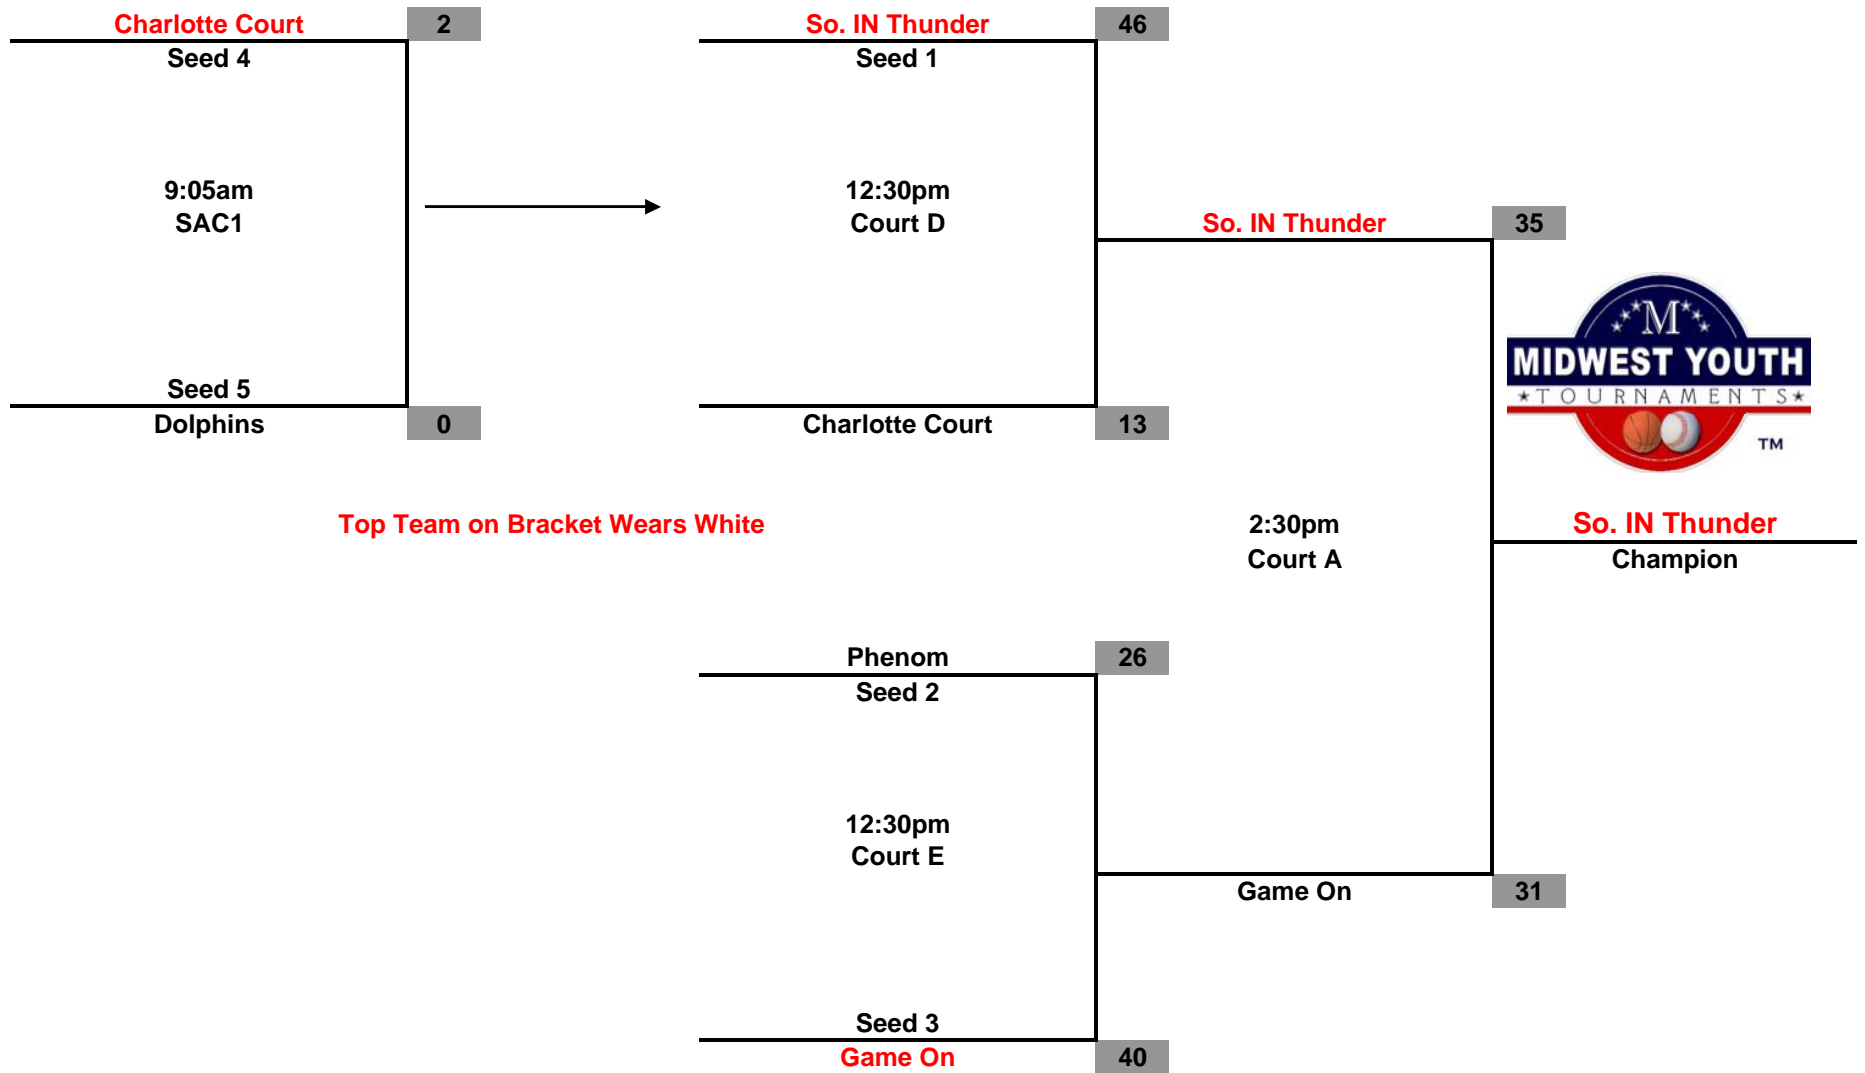 Charlotte Court 2
Seed 4
9:05am
SAC1
Seed 5
Dolphins 0
So. IN Thunder 46
Seed 1
12:30pm
Court D
Charlotte Court 13
So. IN Thunder 35
M
MIDWEST YOUTH
★TOURNAMENTS★
TM
Top Team on Bracket Wears White
2:30pm
Court A
So. IN Thunder
Champion
Phenom 26
Seed 2
12:30pm
Court E
Game On 31
Seed 3
Game On 40